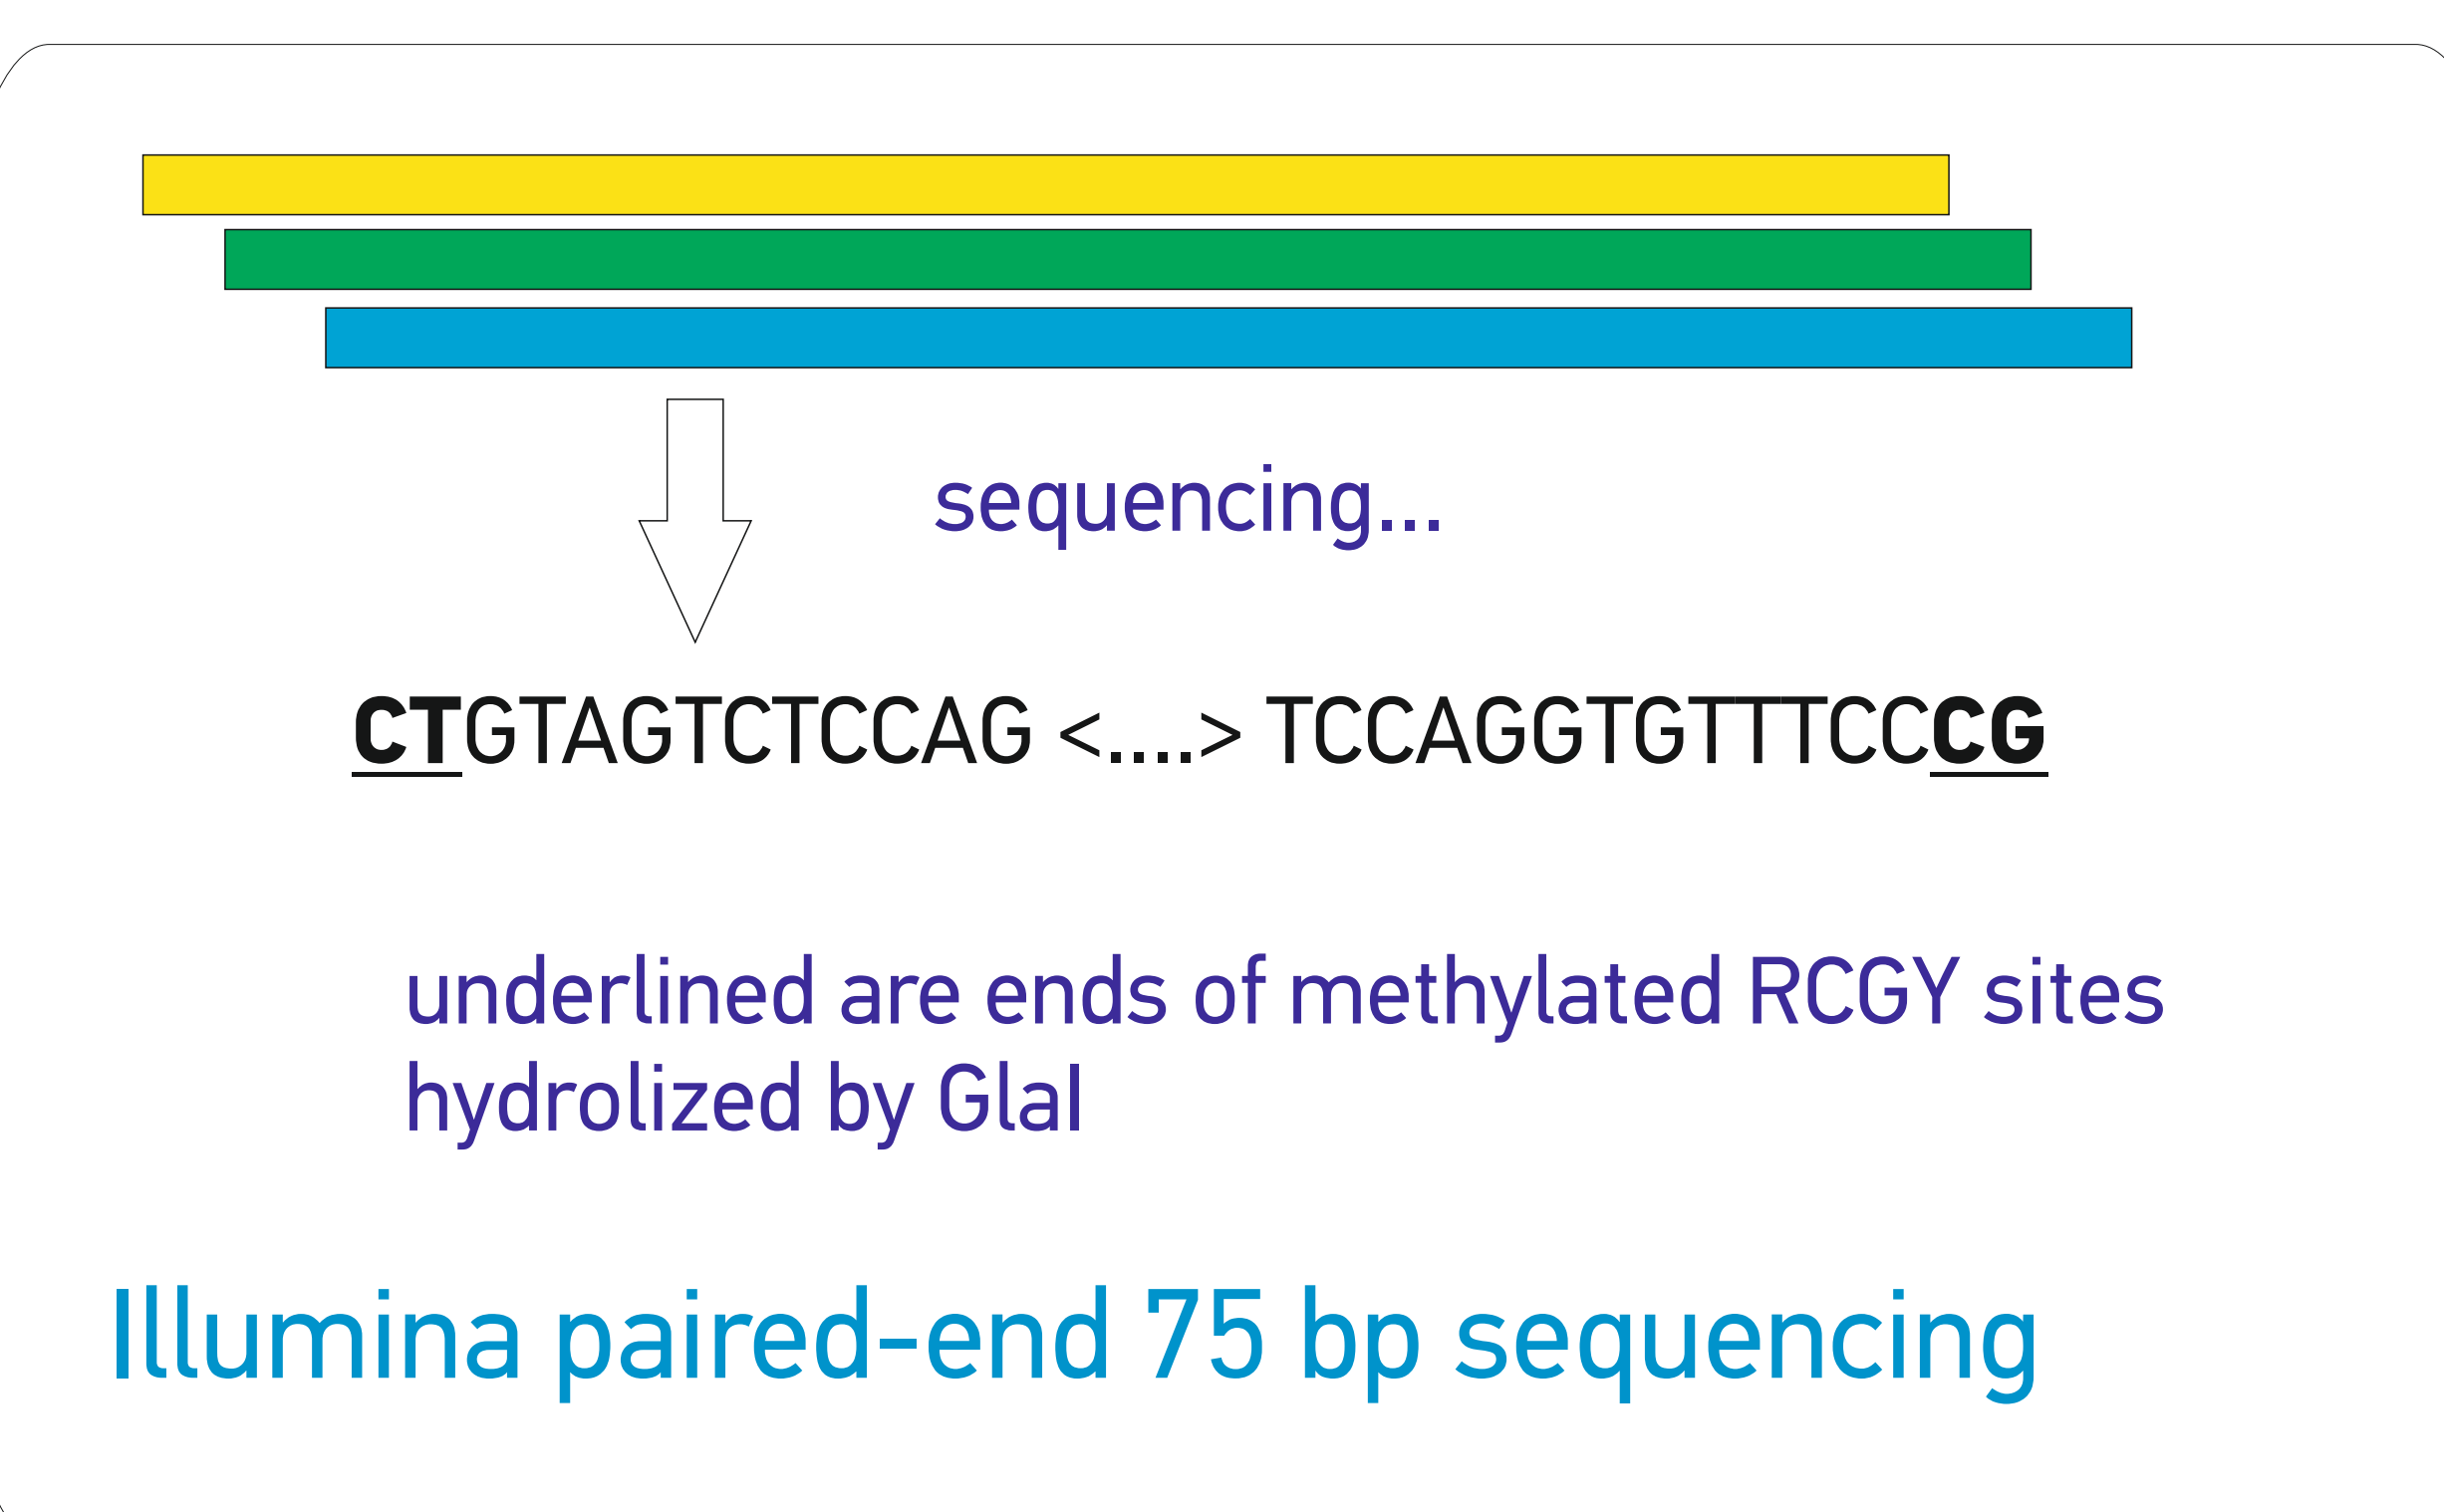 sequencing...
CTGTAGTCTCCAG <....> TCCAGGTGTTTCCCG
underlined are ends of methylated RCGY sites
hydrolized by GlaI
Illumina paired-end 75 bp sequencing